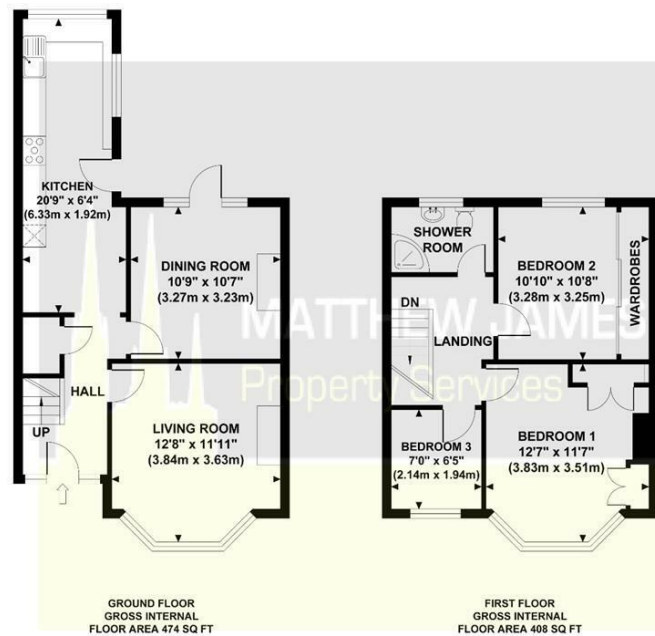 KITCHEN
20'9" x 6'4"
(6.33m x 1.92m)
DINING ROOM
10'9" x 10'7"
(3.27m x 3.23m)
HALL
UP
LIVING ROOM
12'8" x 11'11"
(3.84m x 3.63m)
GROUND FLOOR
GROSS INTERNAL
FLOOR AREA 474 SQ FT
SHOWER
ROOM
BEDROOM 2
10'10" x 10'8"
(3.28m x 3.25m)
WARDROBES
DN
LANDING
BEDROOM 3
7'0" x 6'5"
(2.14m x 1.94m)
BEDROOM 1
12'7" x 11'7"
(3.83m x 3.51m)
FIRST FLOOR
GROSS INTERNAL
FLOOR AREA 408 SQ FT
MATTHEW JAMES
Property Services